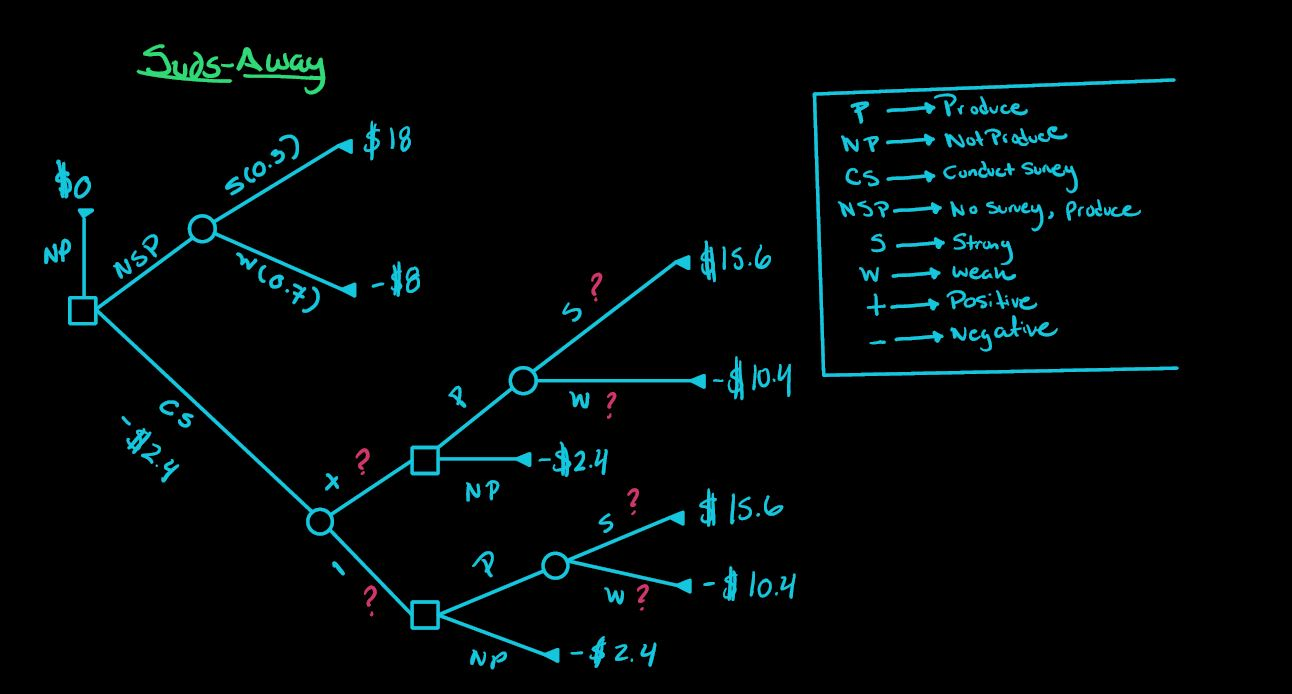 Suds-Away
$0
NP
NSP
S(0.3)
$18
W(0.7)
-$8
CS
-$2.4
+ ?
P
S ?
$15.6
W ?
-$10.4
NP
-$2.4
- ?
P
S ?
$15.6
W ?
-$10.4
NP
-$2.4
P → Produce
NP → Not Produce
CS → Conduct Survey
NSP → No Survey, Produce
S → Strong
W → Weak
+ → Positive
- → Negative